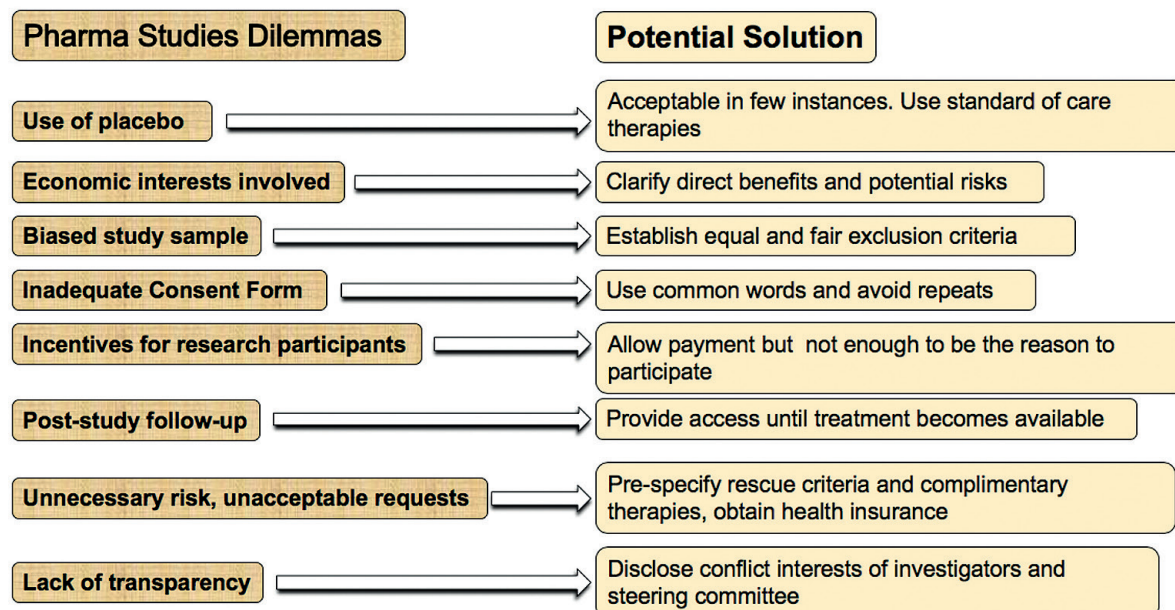 Pharma Studies Dilemmas
Potential Solution
Use of placebo
Acceptable in few instances. Use standard of care
therapies
Economic interests involved
Clarify direct benefits and potential risks
Biased study sample
Establish equal and fair exclusion criteria
Inadequate Consent Form
Use common words and avoid repeats
Incentives for research participants
Allow payment but not enough to be the reason to
participate
Post-study follow-up
Provide access until treatment becomes available
Unnecessary risk, unacceptable requests
Pre-specify rescue criteria and complimentary
therapies, obtain health insurance
Lack of transparency
Disclose conflict interests of investigators and
steering committee